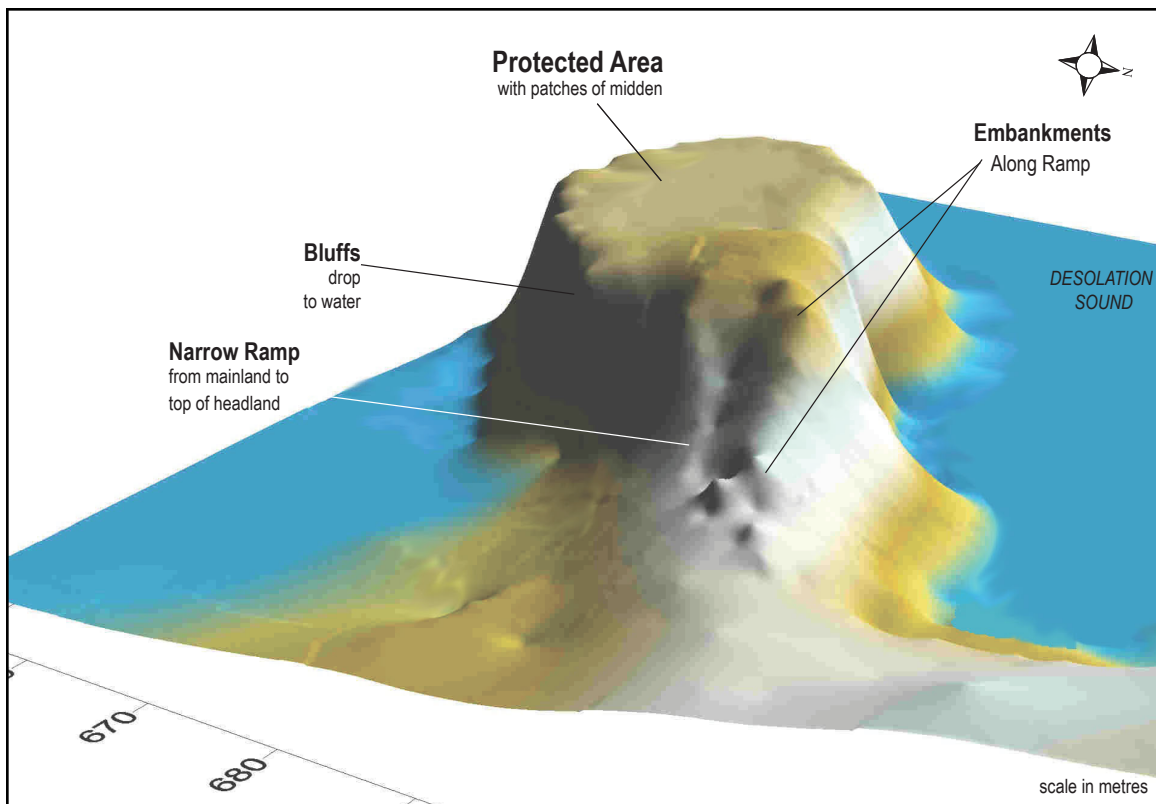 Protected Area
with patches of midden
N
Embankments
Along Ramp
Bluffs
drop
to water
DESOLATION
SOUND
Narrow Ramp
from mainland to
top of headland
670
680
scale in metres